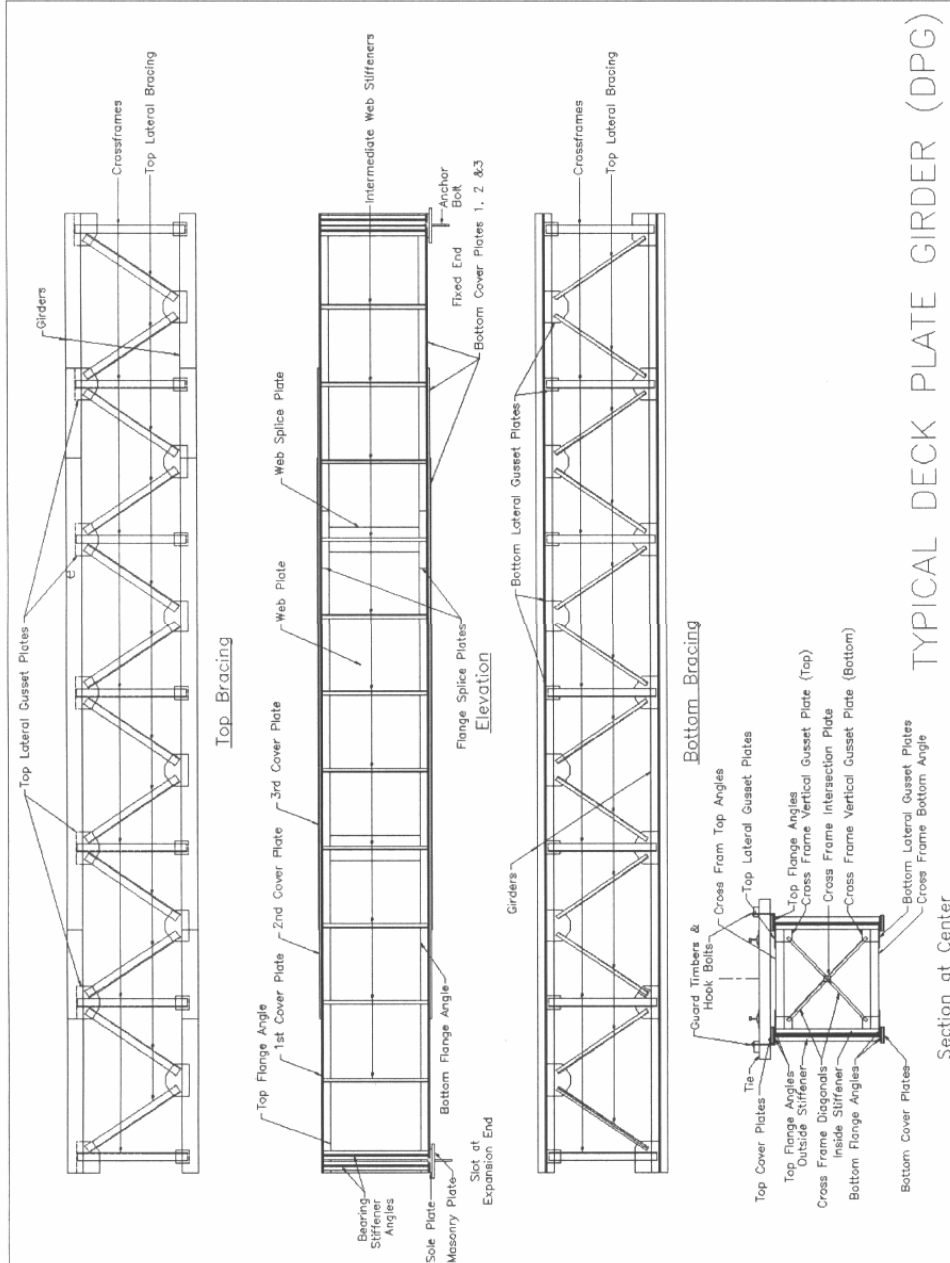 Top Lateral Gusset Plates
e
Girders
Crossframes
Top Lateral Bracing
Top Bracing
Top Flange Angle
1st Cover Plate
2nd Cover Plate
3rd Cover Plate
Web Plate
Web Splice Plate
Intermediate Web Stiffeners
Bearing
Stiffener
Angles
Sole Plate
Masonry Plate
Slot at
Expansion End
Bottom Flange Angle
Flange Splice Plates
Elevation
Fixed End
Anchor
Bolt
Bottom Cover Plates 1, 2 &3
Girders
Bottom Lateral Gusset Plates
Crossframes
Top Lateral Bracing
Bottom Bracing
Guard Timbers &
Hook Bolts
Cross Fram Top Angles
Top Lateral Gusset Plates
Tie
Top Cover Plates
Top Flange Angles
Cross Frame Vertical Gusset Plate (Top)
Top Flange Angles
Outside Stiffener
Cross Frame Intersection Plate
Cross Frame Diagonals
Inside Stiffener
Cross Frame Vertical Gusset Plate (Bottom)
Bottom Flange Angles
Bottom Lateral Gusset Plates
Cross Frame Bottom Angle
Bottom Cover Plates
Section at Center
TYPICAL DECK PLATE GIRDER (DPG)